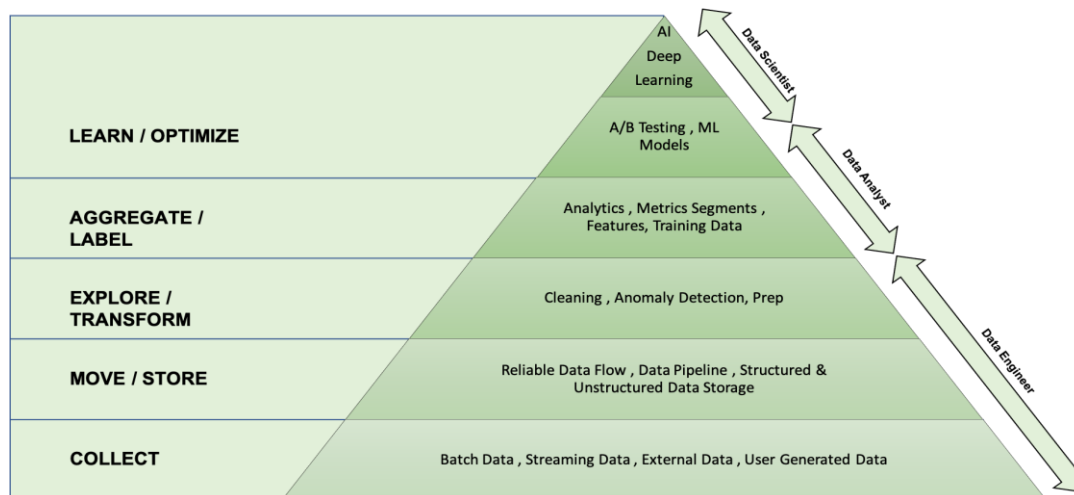 AI
Deep
Learning
Data Scientist
LEARN / OPTIMIZE
A/B Testing , ML
Models
Data Analyst
AGGREGATE /
LABEL
Analytics , Metrics Segments ,
Features, Training Data
EXPLORE /
TRANSFORM
Cleaning , Anomaly Detection, Prep
Data Engineer
MOVE / STORE
Reliable Data Flow , Data Pipeline , Structured &
Unstructured Data Storage
COLLECT
Batch Data , Streaming Data , External Data , User Generated Data